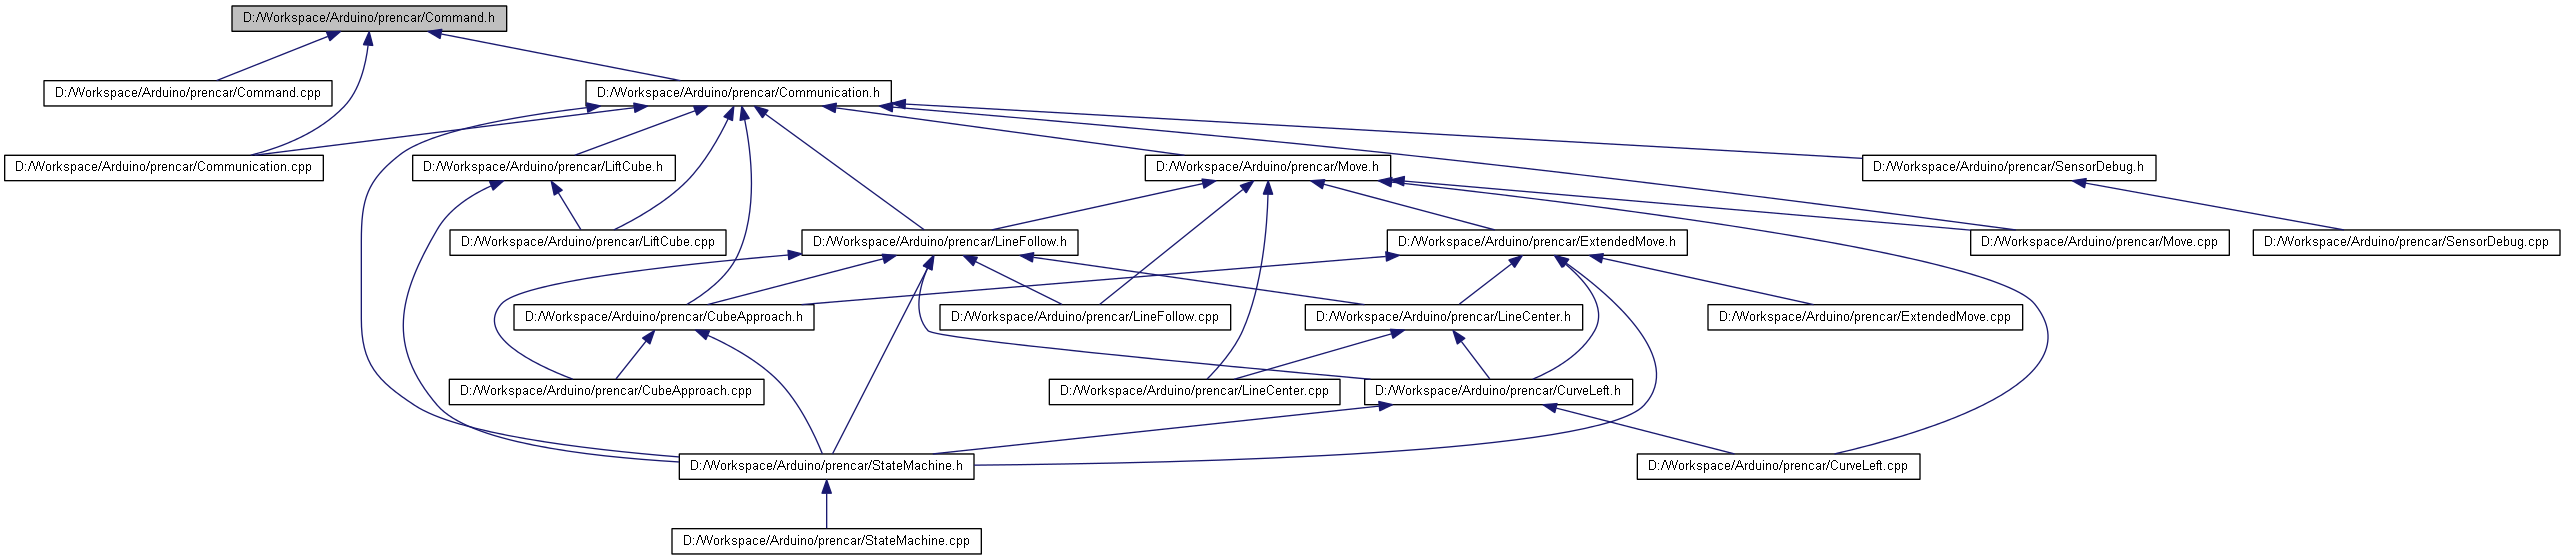 D:/Workspace/Arduino/prencar/Command.h
D:/Workspace/Arduino/prencar/Command.cpp
D:/Workspace/Arduino/prencar/Communication.h
D:/Workspace/Arduino/prencar/Communication.cpp
D:/Workspace/Arduino/prencar/LiftCube.h
D:/Workspace/Arduino/prencar/Move.h
D:/Workspace/Arduino/prencar/SensorDebug.h
D:/Workspace/Arduino/prencar/LiftCube.cpp
D:/Workspace/Arduino/prencar/LineFollow.h
D:/Workspace/Arduino/prencar/ExtendedMove.h
D:/Workspace/Arduino/prencar/Move.cpp
D:/Workspace/Arduino/prencar/SensorDebug.cpp
D:/Workspace/Arduino/prencar/CubeApproach.h
D:/Workspace/Arduino/prencar/LineFollow.cpp
D:/Workspace/Arduino/prencar/LineCenter.h
D:/Workspace/Arduino/prencar/ExtendedMove.cpp
D:/Workspace/Arduino/prencar/CubeApproach.cpp
D:/Workspace/Arduino/prencar/LineCenter.cpp
D:/Workspace/Arduino/prencar/CurveLeft.h
D:/Workspace/Arduino/prencar/StateMachine.h
D:/Workspace/Arduino/prencar/CurveLeft.cpp
D:/Workspace/Arduino/prencar/StateMachine.cpp